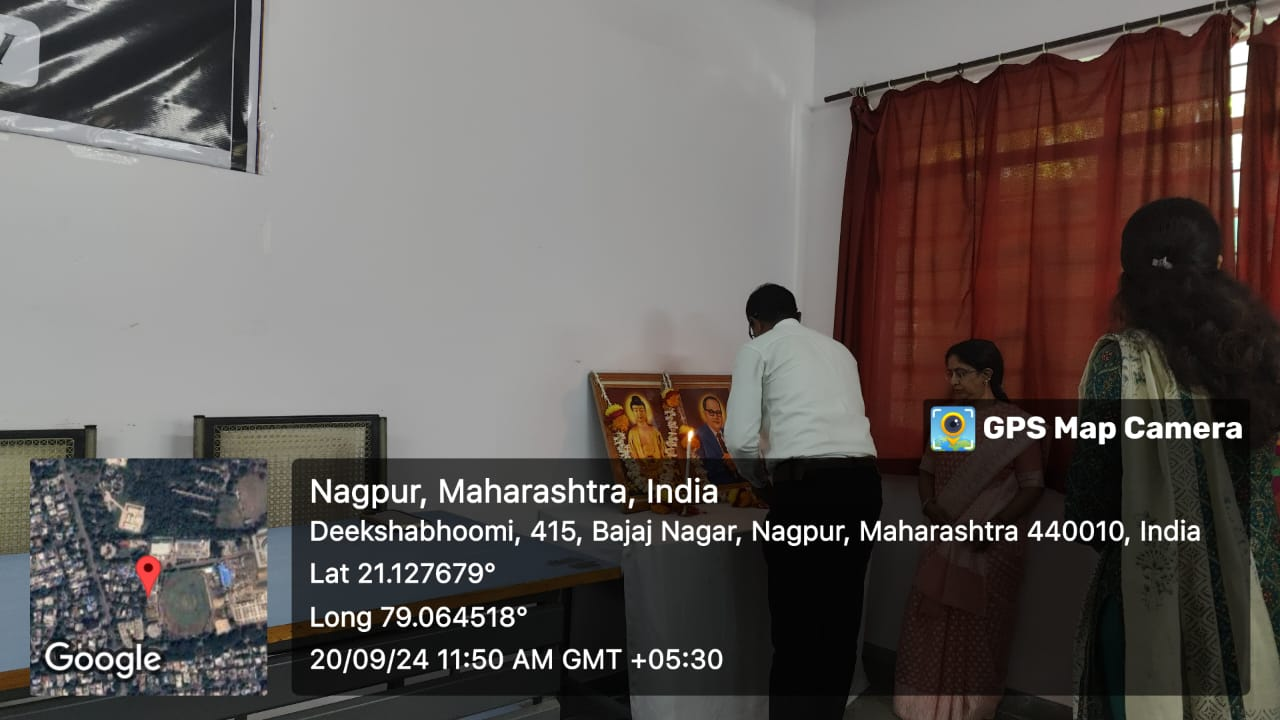 GPS Map Camera
Nagpur, Maharashtra, India
Deekshabhoomi, 415, Bajaj Nagar, Nagpur, Maharashtra 440010, India
Lat 21.127679°
Long 79.064518°
20/09/24 11:50 AM GMT +05:30
Google